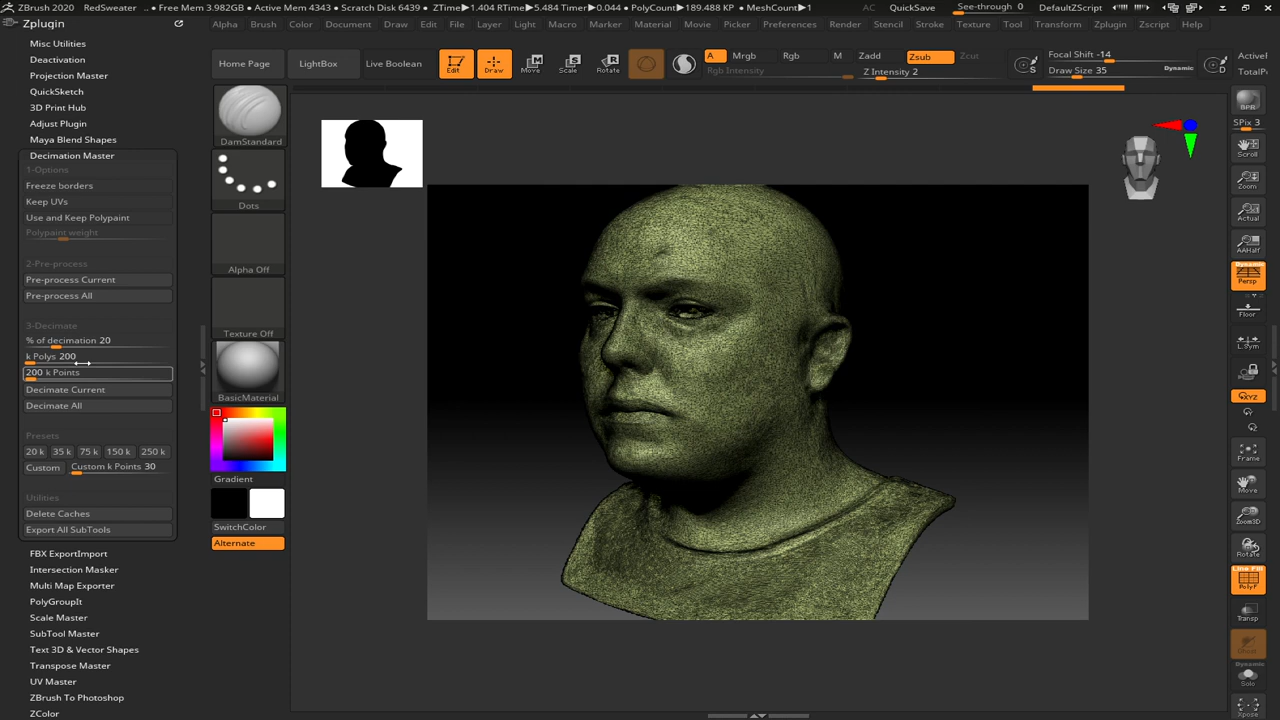 ZBrush 2020 RedSweater .. • Free Mem 3.982GB • Active Mem 4343 • Scratch Disk 6439 • ZTime▶1.404 RTime▶5.484 Timer▶0.044 • PolyCount▶189.488 KP • MeshCount▶1 AC QuickSave See-through 0 DefaultZScript
Zplugin Alpha Brush Color Document Draw Edit File Layer Light Macro Marker Material Movie Picker Preferences Render Stencil Stroke Texture Tool Transform Zplugin Zscript Help
Home Page LightBox Live Boolean Edit Draw Move Scale Rotate A Mrgb Rgb M Zadd Zsub Zcut Focal Shift -14 ActiveI
Rgb Intensity Z Intensity 2 S Draw Size 35 Dynamic D TotalPo
Misc Utilities
Deactivation
Projection Master
QuickSketch
3D Print Hub
Adjust Plugin
Maya Blend Shapes
Decimation Master
1-Options
Freeze borders
Keep UVs
Use and Keep Polypaint
Polypaint weight
2-Pre-process
Pre-process Current
Pre-process All
3-Decimate
% of decimation 20
k Polys 200
200 k Points
Decimate Current
Decimate All
Presets
20 k 35 k 75 k 150 k 250 k
Custom Custom k Points 30
Utilities
Delete Caches
Export All SubTools
FBX ExportImport
Intersection Masker
Multi Map Exporter
PolyGroupIt
Scale Master
SubTool Master
Text 3D & Vector Shapes
Transpose Master
UV Master
ZBrush To Photoshop
ZColor
DamStandard
Dots
Alpha Off
Texture Off
BasicMaterial
Gradient
SwitchColor
Alternate
BPR
SPix 3
Scroll
Zoom
Actual
AAHalf
Dynamic
Persp
Floor
L.Sym
XYZ
Frame
Move
Zoom3D
Rotate
Line Fill
PolyF
Transp
Ghost
Dynamic
Solo
Xpose